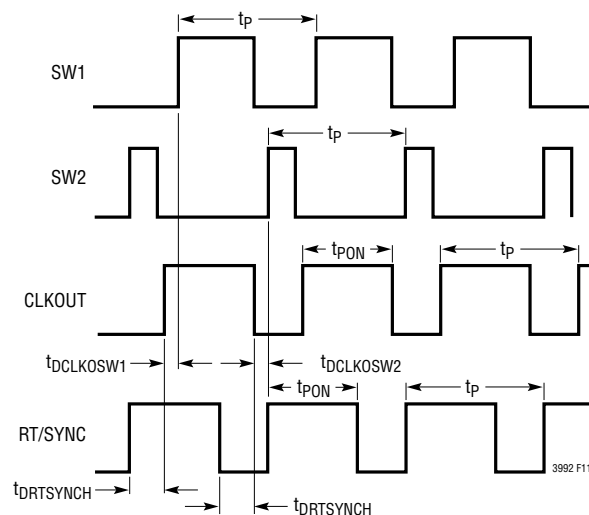 tP
SW1
tP
SW2
tPON
tP
CLKOUT
tDCLKOSW1
tDCLKOSW2
tPON
tP
RT/SYNC
3992 F11
tDRTSYNCH
tDRTSYNCH